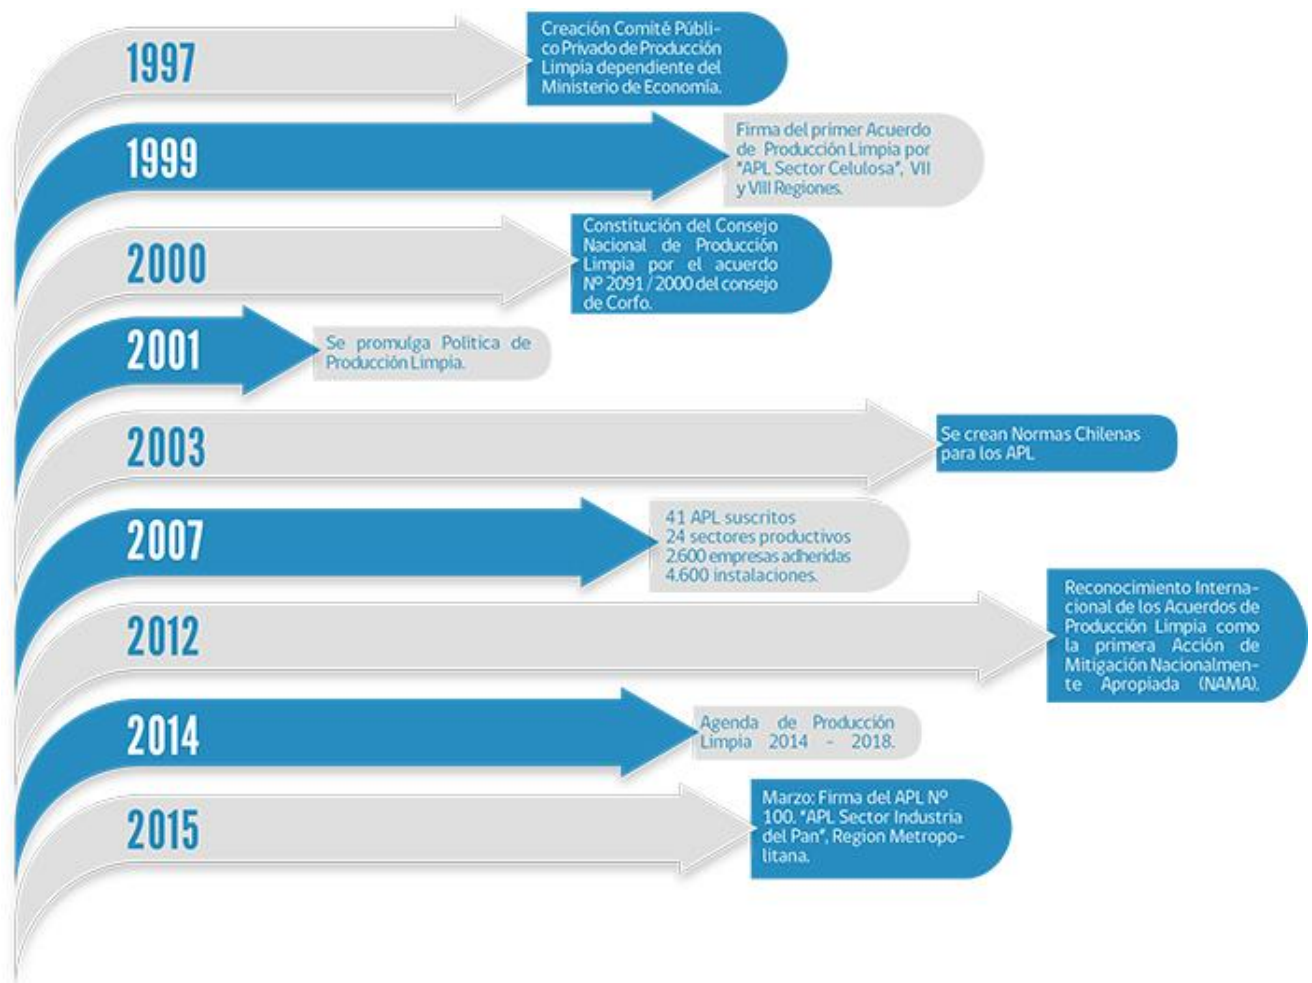 1997
Creación Comité Públi-
co Privado de Producción
Limpia dependiente del
Ministerio de Economía.
1999
Firma del primer Acuerdo
de Producción Limpia por
"APL Sector Celulosa", VII
y VIII Regiones.
2000
Constitución del Consejo
Nacional de Producción
Limpia por el acuerdo
Nº 2091 / 2000 del consejo
de Corfo.
2001
Se promulga Política de
Producción Limpia.
2003
Se crean Normas Chilenas
para los APL
2007
41 APL suscritos
24 sectores productivos
2.600 empresas adheridas
4.600 instalaciones.
2012
Reconocimiento Interna-
cional de los Acuerdos de
Producción Limpia como
la primera Acción de
Mitigación Nacionalmen-
te Apropiada (NAMA).
2014
Agenda de Producción
Limpia 2014 - 2018.
2015
Marzo: Firma del APL Nº
100. "APL Sector Industria
del Pan", Region Metropo-
litana.